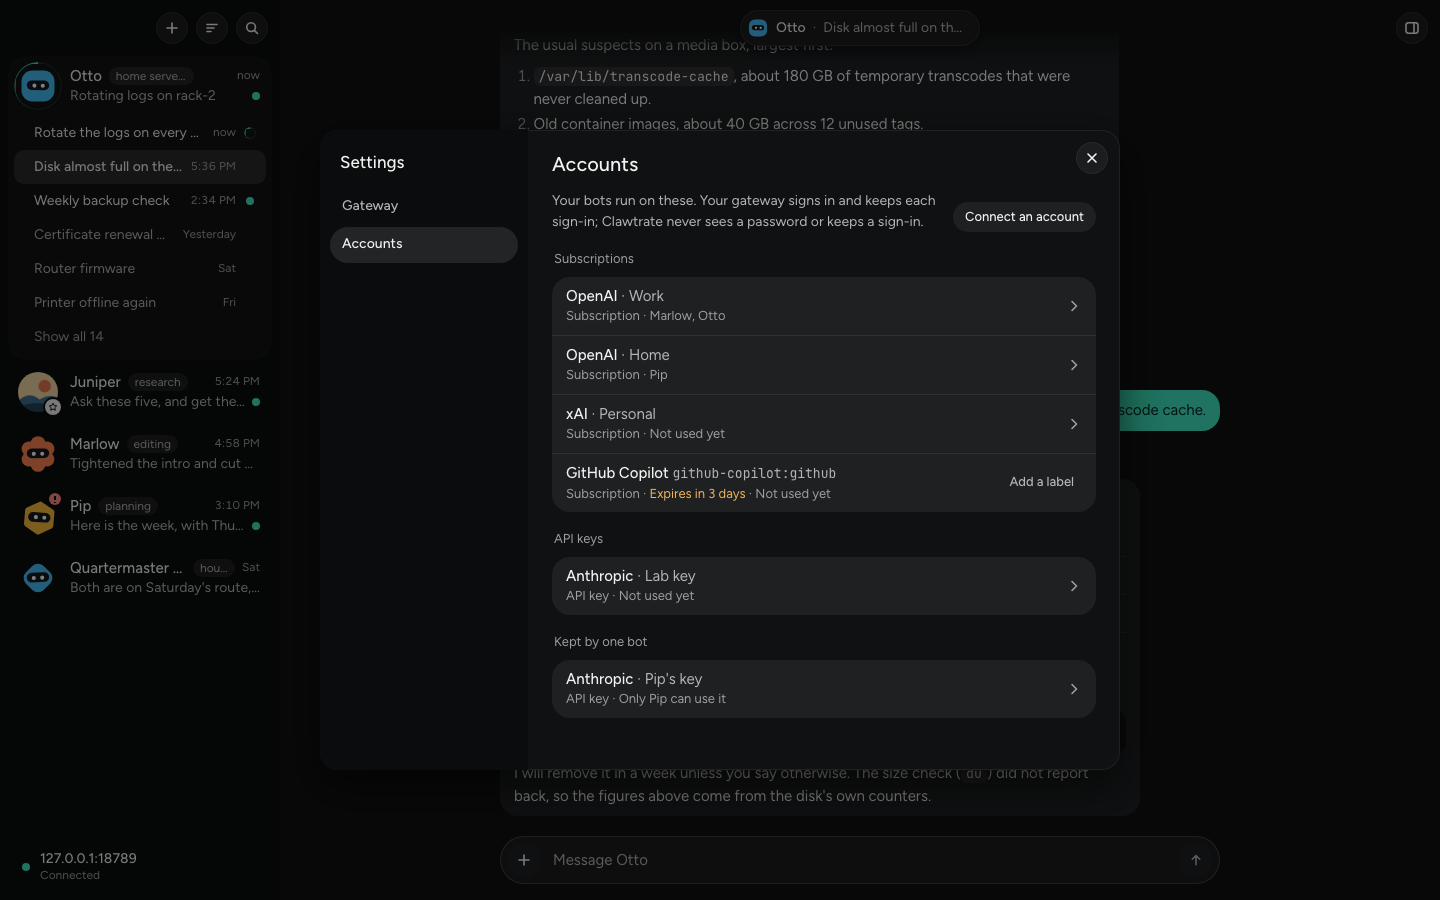 Otto · Disk almost full on th...
Otto home serve... now
Rotating logs on rack-2
Rotate the logs on every ... now
Disk almost full on the... 5:36 PM
Weekly backup check 2:34 PM
Certificate renewal ... Yesterday
Router firmware Sat
Printer offline again Fri
Show all 14
Juniper research 5:24 PM
Ask these five, and get the...
Marlow editing 4:58 PM
Tightened the intro and cut ...
Pip planning 3:10 PM
Here is the week, with Thu...
Quartermaster ... hou... Sat
Both are on Saturday's route,...
127.0.0.1:18789
Connected
The usual suspects on a media box, largest first:
1. /var/lib/transcode-cache, about 180 GB of temporary transcodes that were
never cleaned up.
2. Old container images, about 40 GB across 12 unused tags.
Settings
Gateway
Accounts
Accounts
Your bots run on these. Your gateway signs in and keeps each
sign-in; Clawtrate never sees a password or keeps a sign-in.
Connect an account
Subscriptions
OpenAI · Work
Subscription · Marlow, Otto
OpenAI · Home
Subscription · Pip
xAI · Personal
Subscription · Not used yet
GitHub Copilot github-copilot:github
Subscription · Expires in 3 days · Not used yet
Add a label
API keys
Anthropic · Lab key
API key · Not used yet
Kept by one bot
Anthropic · Pip's key
API key · Only Pip can use it
scode cache.
I will remove it in a week unless you say otherwise. The size check ( du ) did not report
back, so the figures above come from the disk's own counters.
Message Otto